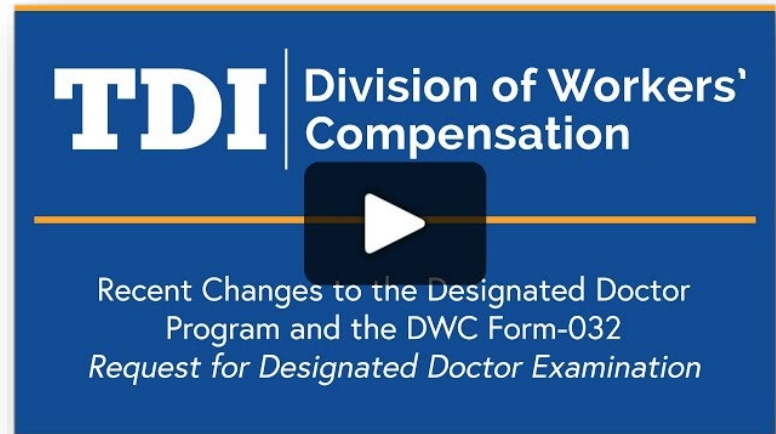 TDI
Division of Workers'
Compensation
Recent Changes to the Designated Doctor
Program and the DWC Form-032
Request for Designated Doctor Examination